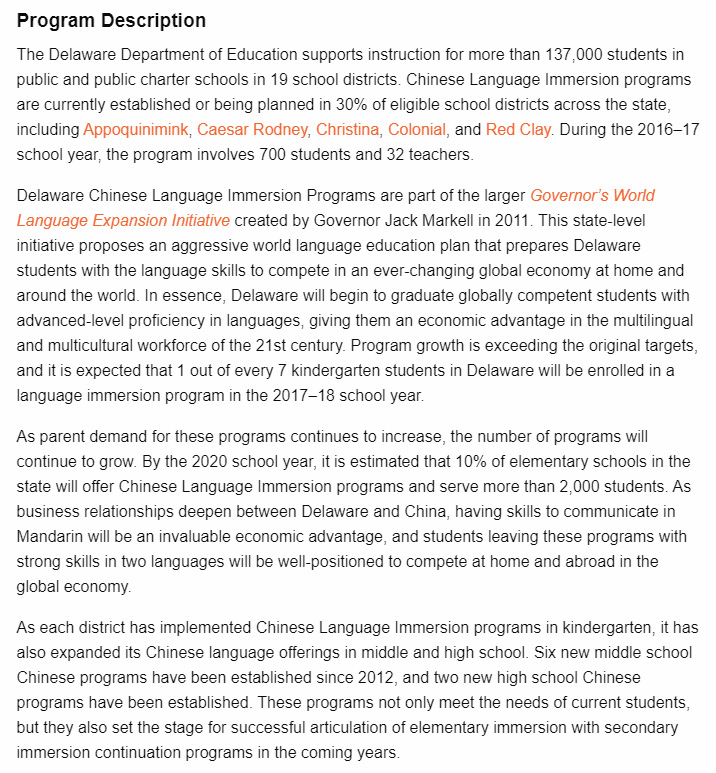 Program Description
The Delaware Department of Education supports instruction for more than 137,000 students in
public and public charter schools in 19 school districts. Chinese Language Immersion programs
are currently established or being planned in 30% of eligible school districts across the state,
including Appoquinimink, Caesar Rodney, Christina, Colonial, and Red Clay. During the 2016–17
school year, the program involves 700 students and 32 teachers.
Delaware Chinese Language Immersion Programs are part of the larger Governor's World
Language Expansion Initiative created by Governor Jack Markell in 2011. This state-level
initiative proposes an aggressive world language education plan that prepares Delaware
students with the language skills to compete in an ever-changing global economy at home and
around the world. In essence, Delaware will begin to graduate globally competent students with
advanced-level proficiency in languages, giving them an economic advantage in the multilingual
and multicultural workforce of the 21st century. Program growth is exceeding the original targets,
and it is expected that 1 out of every 7 kindergarten students in Delaware will be enrolled in a
language immersion program in the 2017–18 school year.
As parent demand for these programs continues to increase, the number of programs will
continue to grow. By the 2020 school year, it is estimated that 10% of elementary schools in the
state will offer Chinese Language Immersion programs and serve more than 2,000 students. As
business relationships deepen between Delaware and China, having skills to communicate in
Mandarin will be an invaluable economic advantage, and students leaving these programs with
strong skills in two languages will be well-positioned to compete at home and abroad in the
global economy.
As each district has implemented Chinese Language Immersion programs in kindergarten, it has
also expanded its Chinese language offerings in middle and high school. Six new middle school
Chinese programs have been established since 2012, and two new high school Chinese
programs have been established. These programs not only meet the needs of current students,
but they also set the stage for successful articulation of elementary immersion with secondary
immersion continuation programs in the coming years.